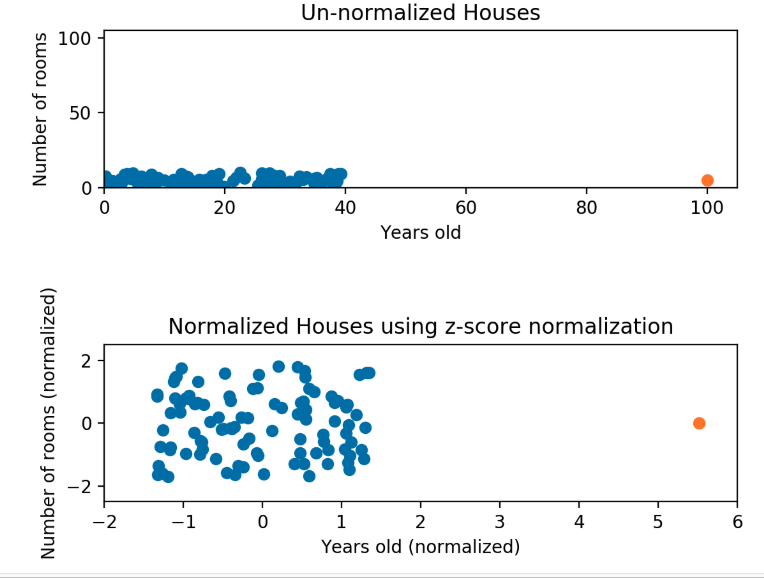 Un-normalized Houses
100
50
0
Number of rooms
0 20 40 60 80 100
Years old
Normalized Houses using z-score normalization
2
0
−2
Number of rooms (normalized)
−2 −1 0 1 2 3 4 5 6
Years old (normalized)